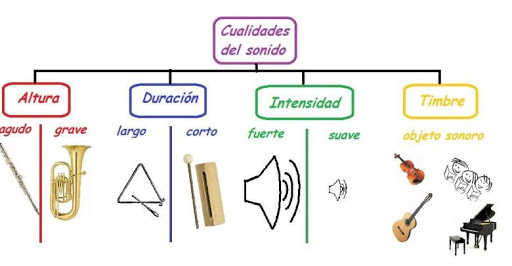 Cualidades
del sonido
Altura
Duración
Intensidad
Timbre
agudo
grave
largo
corto
fuerte
suave
objeto sonoro